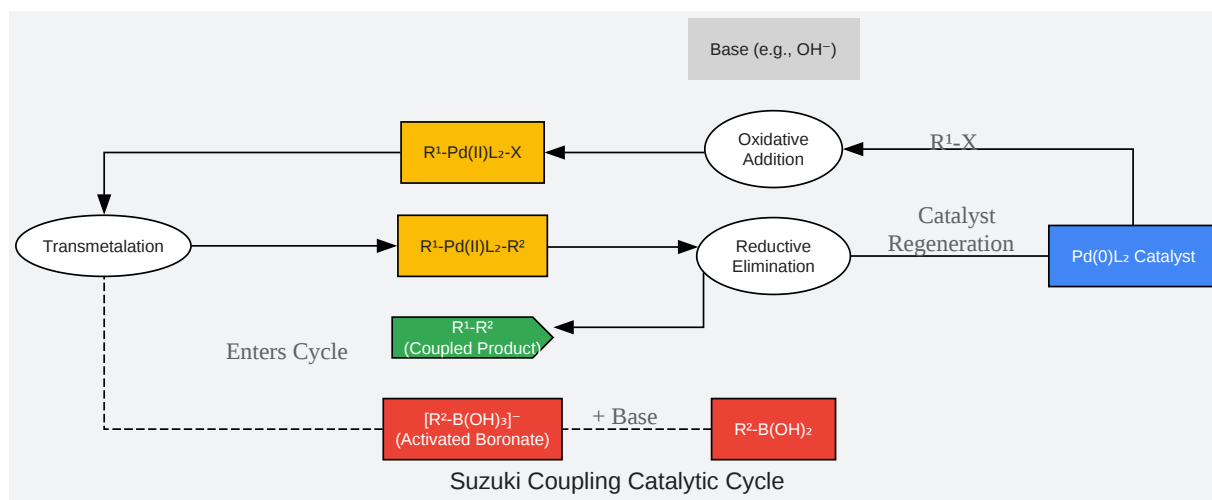 Base (e.g., OH⁻)
R¹-Pd(II)L₂-X
Oxidative
Addition
R¹-X
Transmetalation
R¹-Pd(II)L₂-R²
Reductive
Elimination
Catalyst
Regeneration
Pd(0)L₂ Catalyst
R¹-R²
(Coupled Product)
Enters Cycle
[R²-B(OH)₃]⁻
(Activated Boronate)
+ Base
R²-B(OH)₂
Suzuki Coupling Catalytic Cycle